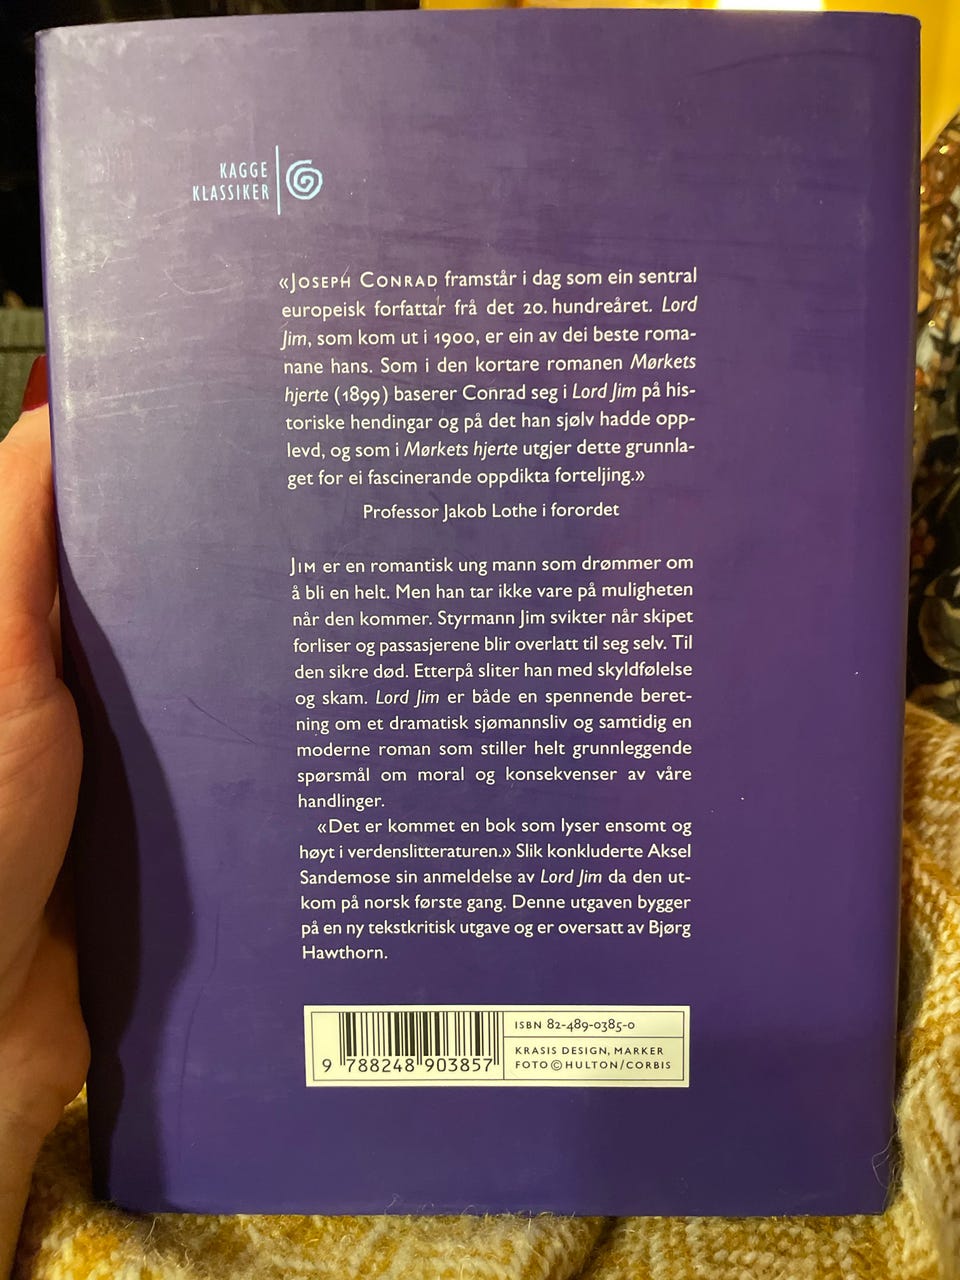 KAGGE
KLASSIKER
«JOSEPH CONRAD framstår i dag som ein sentral
europeisk forfattar frå det 20. hundreåret. Lord
Jim, som kom ut i 1900, er ein av dei beste roma-
nane hans. Som i den kortare romanen Mørkets
hjerte (1899) baserer Conrad seg i Lord Jim på his-
toriske hendingar og på det han sjølv hadde opp-
levd, og som i Mørkets hjerte utgjer dette grunnla-
get for ei fascinerande oppdikta forteljing.»
Professor Jakob Lothe i forordet
JIM er en romantisk ung mann som drømmer om
å bli en helt. Men han tar ikke vare på muligheten
når den kommer. Styrmann Jim svikter når skipet
forliser og passasjerene blir overlatt til seg selv. Til
den sikre død. Etterpå sliter han med skyldfølelse
og skam. Lord Jim er både en spennende beret-
ning om et dramatisk sjømannsliv og samtidig en
moderne roman som stiller helt grunnleggende
spørsmål om moral og konsekvenser av våre
handlinger.
«Det er kommet en bok som lyser ensomt og
høyt i verdenslitteraturen.» Slik konkluderte Aksel
Sandemose sin anmeldelse av Lord Jim da den ut-
kom på norsk første gang. Denne utgaven bygger
på en ny tekstkritisk utgave og er oversatt av Bjørg
Hawthorn.
ISBN 82-489-0385-0
KRASIS DESIGN, MARKER
FOTO©HULTON/CORBIS
9 788248 903857